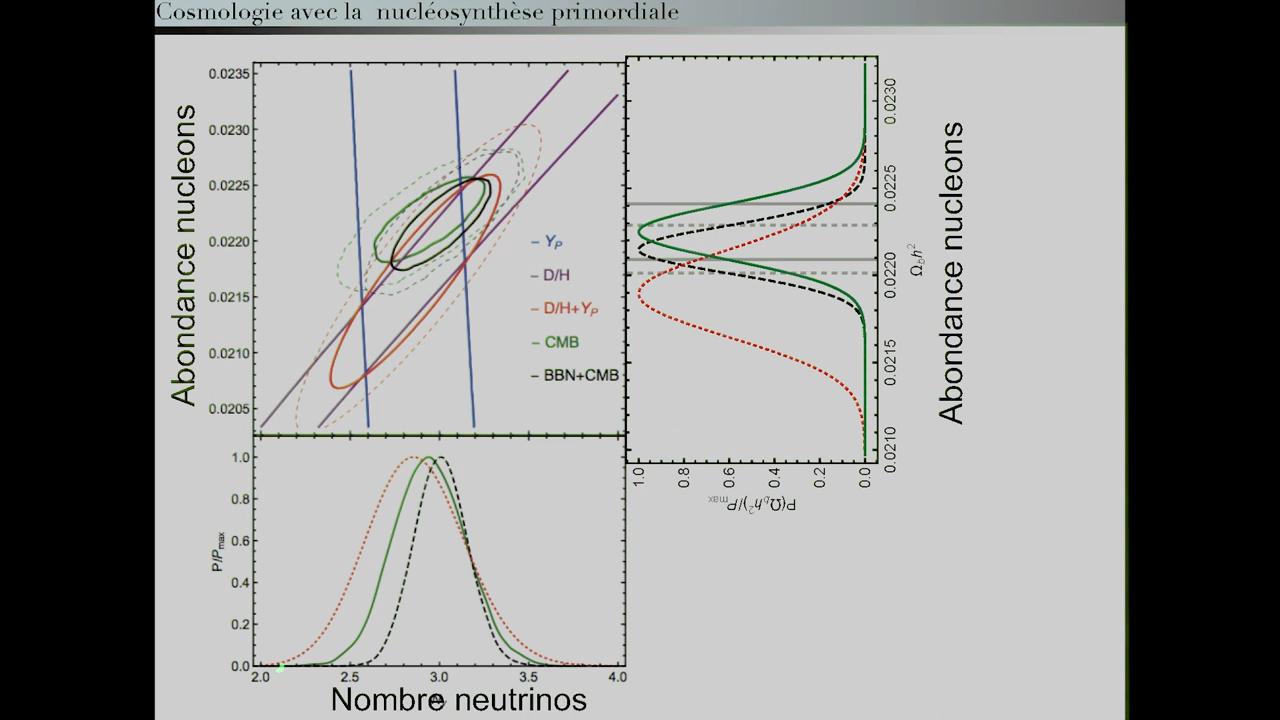 Cosmologie avec la nucléosynthèse primordiale
Abondance nucleons
0.0235
0.0230
0.0225
0.0220
0.0215
0.0210
0.0205
– Y_P
– D/H
– D/H+Y_P
– CMB
– BBN+CMB
P/P_max
1.0
0.8
0.6
0.4
0.2
0.0
2.0 2.5 3.0 3.5 4.0
Nombre neutrinos
0.0230
0.0225
0.0220
0.0215
0.0210
Ω_b h²
Abondance nucleons
1.0 0.8 0.6 0.4 0.2 0.0
P(Ω_b h²)/P_max